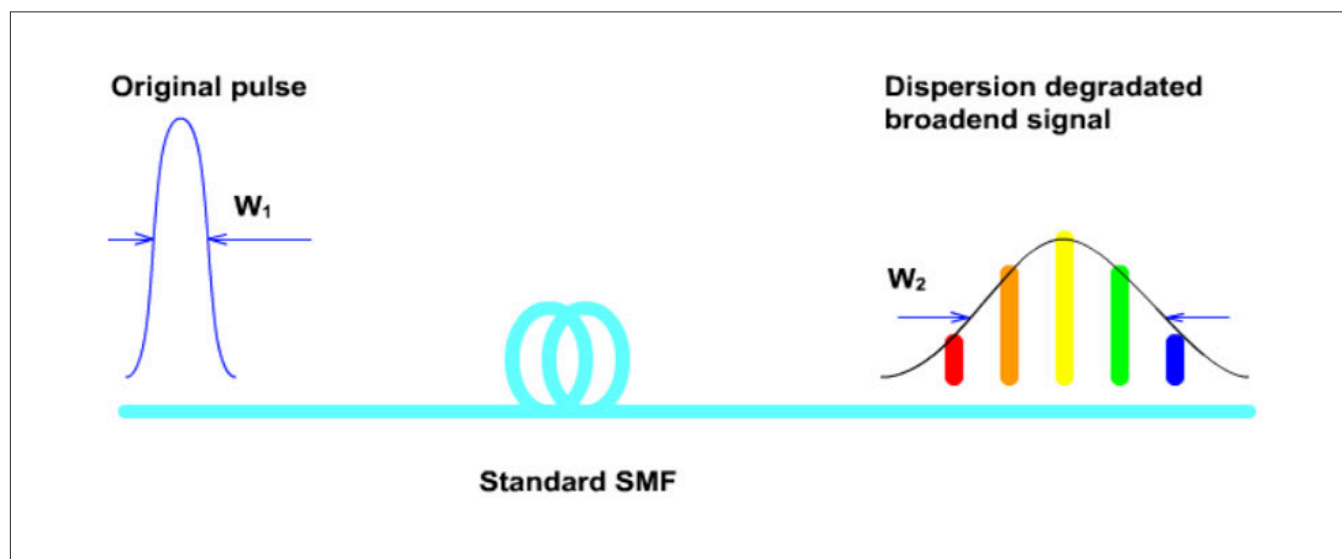 Original pulse
Dispersion degradated
broadend signal
W₁
W₂
Standard SMF